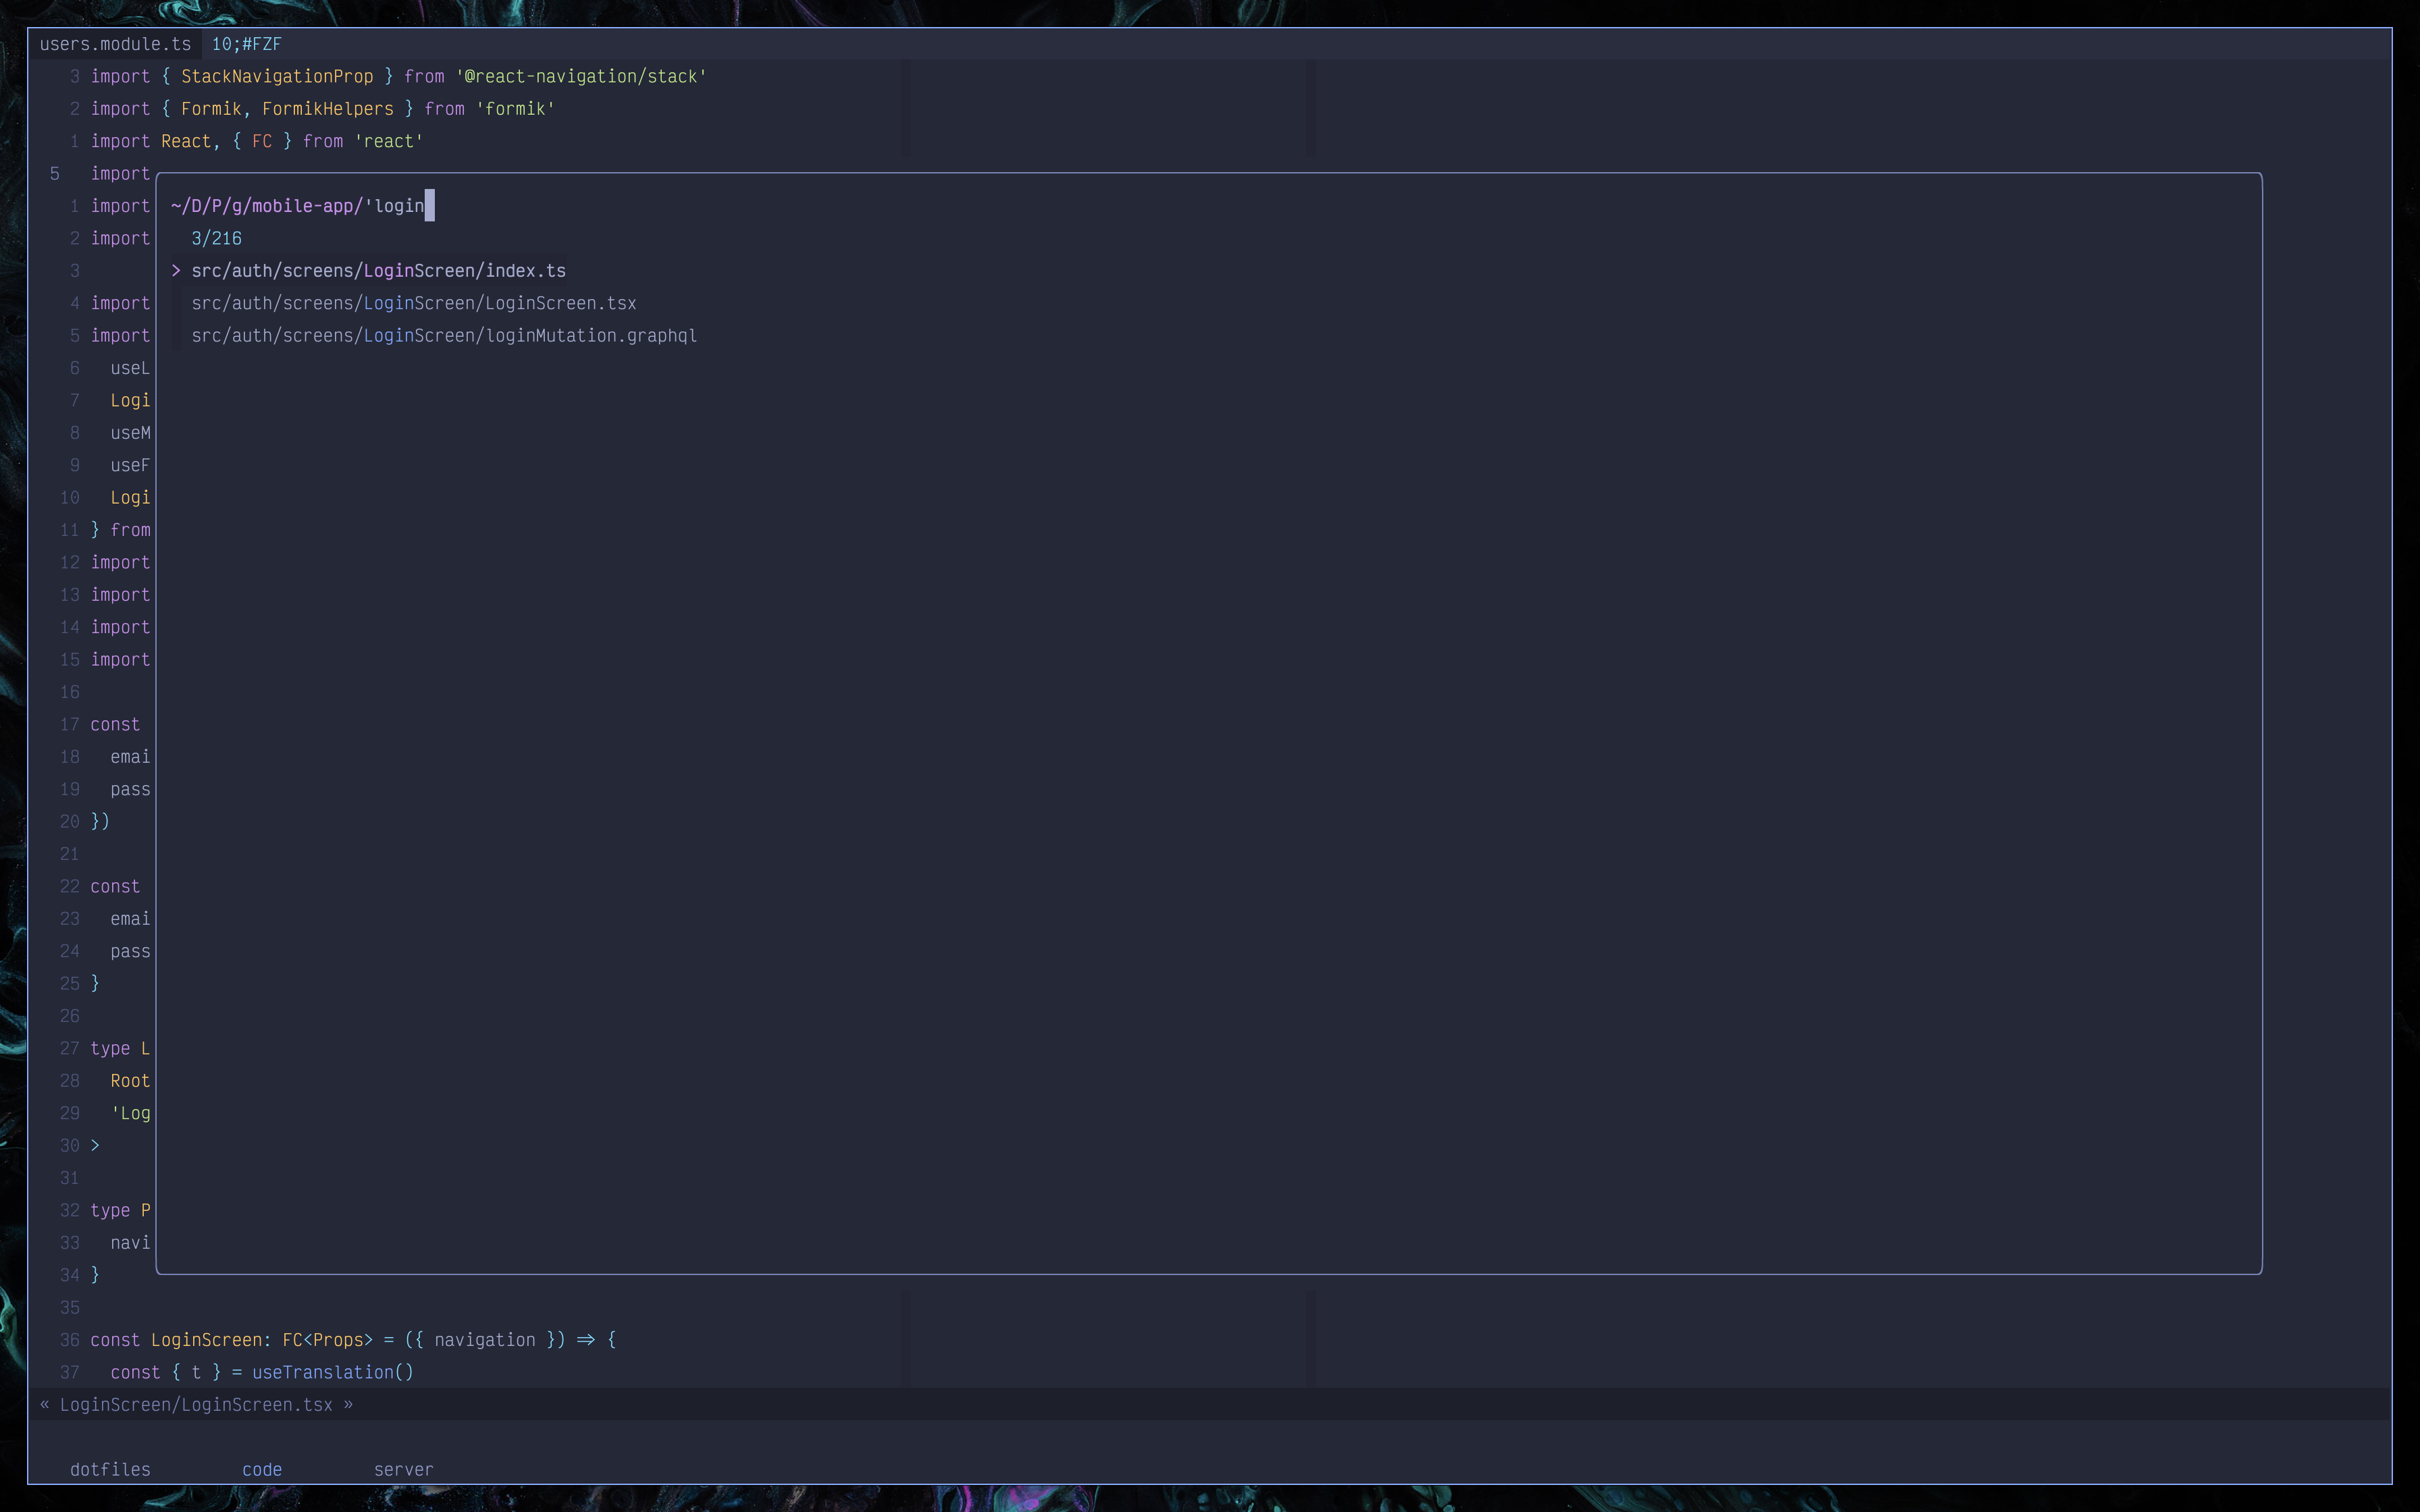 users.module.ts 10;#FZF
3 import { StackNavigationProp } from '@react-navigation/stack'
2 import { Formik, FormikHelpers } from 'formik'
1 import React, { FC } from 'react'
5 import
1 import ~/D/P/g/mobile-app/'login
2 import 3/216
3 > src/auth/screens/LoginScreen/index.ts
4 import src/auth/screens/LoginScreen/LoginScreen.tsx
5 import src/auth/screens/LoginScreen/loginMutation.graphql
6 useL
7 Logi
8 useM
9 useF
10 Logi
11 } from
12 import
13 import
14 import
15 import
16
17 const
18 emai
19 pass
20 })
21
22 const
23 emai
24 pass
25 }
26
27 type L
28 Root
29 'Log
30 >
31
32 type P
33 navi
34 }
35
36 const LoginScreen: FC<Props> = ({ navigation }) ⇒ {
37 const { t } = useTranslation()
« LoginScreen/LoginScreen.tsx »
dotfiles code server